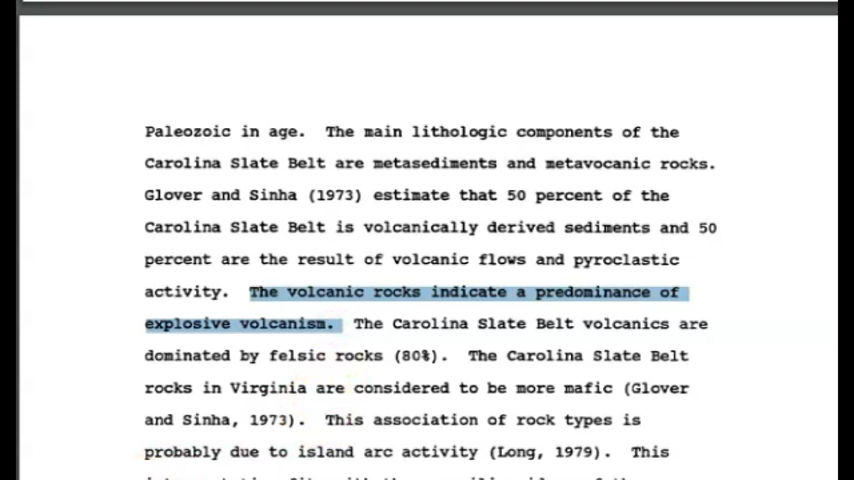 Paleozoic in age. The main lithologic components of the
Carolina Slate Belt are metasediments and metavocanic rocks.
Glover and Sinha (1973) estimate that 50 percent of the
Carolina Slate Belt is volcanically derived sediments and 50
percent are the result of volcanic flows and pyroclastic
activity. The volcanic rocks indicate a predominance of
explosive volcanism. The Carolina Slate Belt volcanics are
dominated by felsic rocks (80%). The Carolina Slate Belt
rocks in Virginia are considered to be more mafic (Glover
and Sinha, 1973). This association of rock types is
probably due to island arc activity (Long, 1979). This